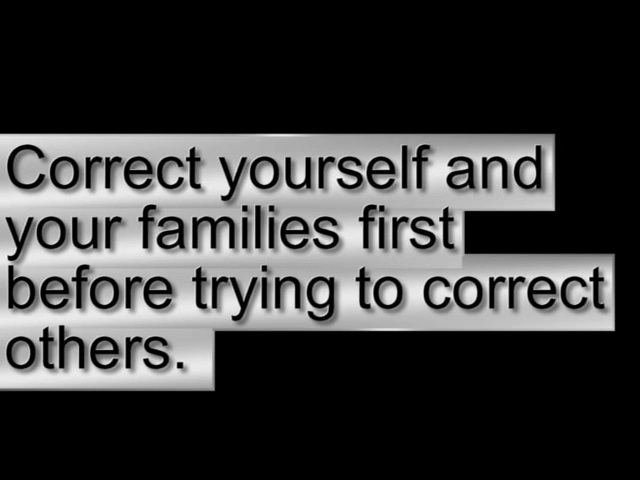 Correct yourself and
your families first
before trying to correct
others.